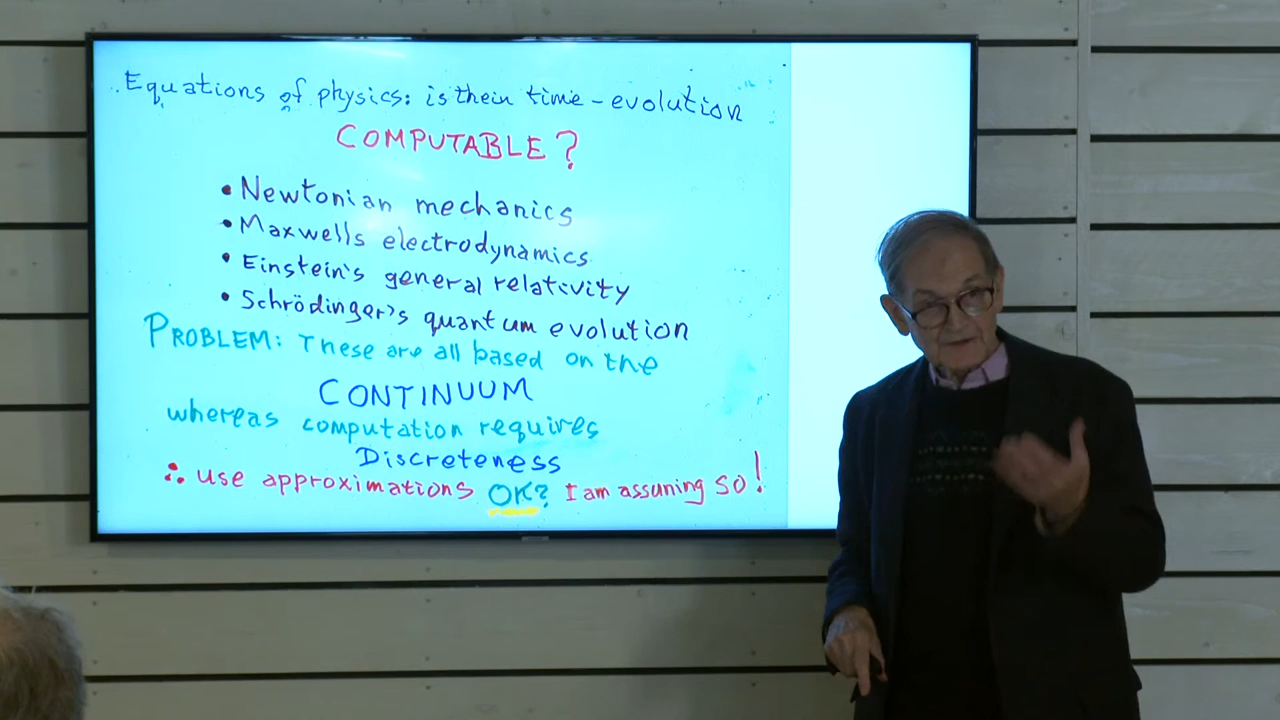 Equations of physics: is their time-evolution
COMPUTABLE?
• Newtonian mechanics
• Maxwells electrodynamics
• Einstein's general relativity
• Schrödinger's quantum evolution
PROBLEM: These are all based on the
CONTINUUM
whereas computation requires
Discreteness
∴ use approximations OK? I am assuning so!